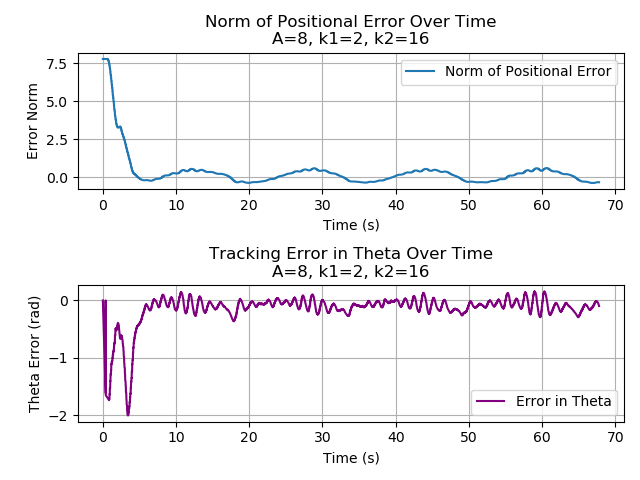 Norm of Positional Error Over Time
A=8, k1=2, k2=16
7.5
5.0
2.5
0.0
Error Norm
Norm of Positional Error
0 10 20 30 40 50 60 70
Time (s)
Tracking Error in Theta Over Time
A=8, k1=2, k2=16
0
−1
−2
Theta Error (rad)
Error in Theta
0 10 20 30 40 50 60 70
Time (s)